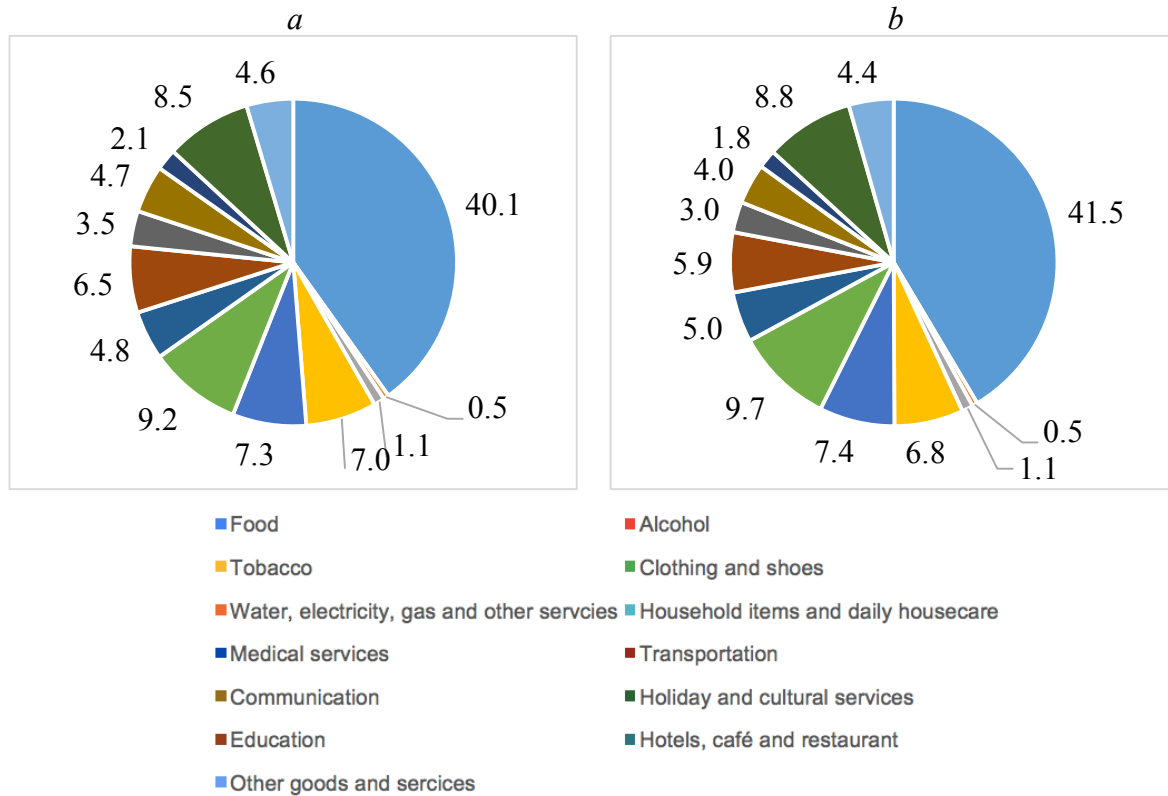 a b
4.6 4.4
8.5 8.8
2.1 1.8
4.7 4.0
40.1 41.5
3.5 3.0
6.5 5.9
4.8 5.0
0.5 0.5
9.2 9.7
7.3 7.0 1.1 7.4 6.8 1.1
Food Alcohol
Tobacco Clothing and shoes
Water, electricity, gas and other servcies Household items and daily housecare
Medical services Transportation
Communication Holiday and cultural services
Education Hotels, café and restaurant
Other goods and sercices